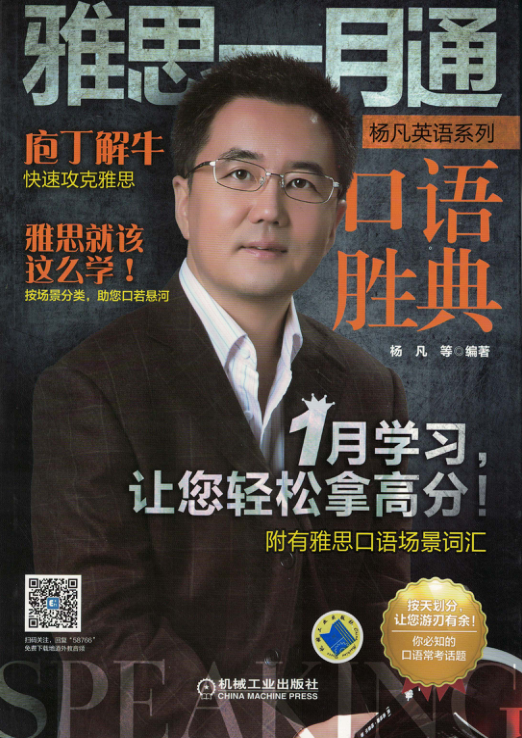 雅思一月通
杨凡英语系列
庖丁解牛
快速攻克雅思
口语
胜典
雅思就该
这么学！
按场景分类，助您口若悬河
杨 凡 等◎编著
1月学习，
让您轻松拿高分！
附有雅思口语场景词汇
按天划分，
让您游刃有余！
你必知的
口语常考话题
扫码关注，回复"58766"
免费下载地道外教音频
SPEAKING
机械工业出版社
CHINA MACHINE PRESS